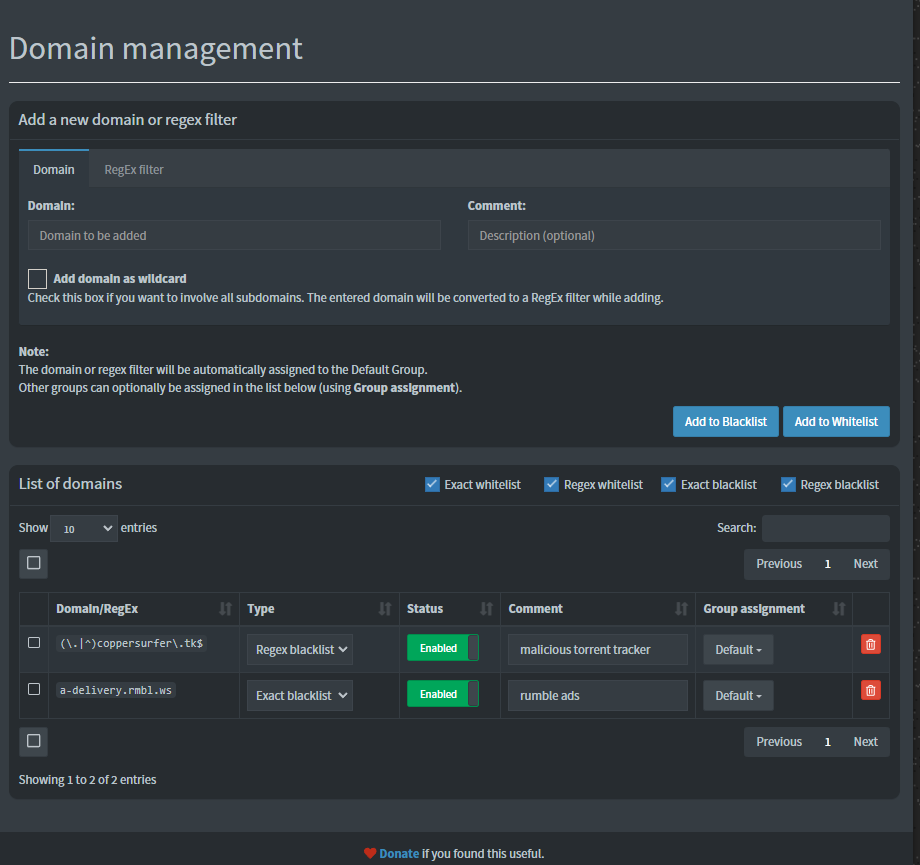 Domain management
Add a new domain or regex filter
Domain RegEx filter
Domain: Comment:
Domain to be added Description (optional)
Add domain as wildcard
Check this box if you want to involve all subdomains. The entered domain will be converted to a RegEx filter while adding.
Note:
The domain or regex filter will be automatically assigned to the Default Group.
Other groups can optionally be assigned in the list below (using Group assignment).
Add to Blacklist Add to Whitelist
List of domains Exact whitelist Regex whitelist Exact blacklist Regex blacklist
Show 10 entries Search:
Previous 1 Next
Domain/RegEx Type Status Comment Group assignment
(\.|^)coppersurfer\.tk$ Regex blacklist Enabled malicious torrent tracker Default
a-delivery.rmbl.ws Exact blacklist Enabled rumble ads Default
Previous 1 Next
Showing 1 to 2 of 2 entries
Donate if you found this useful.